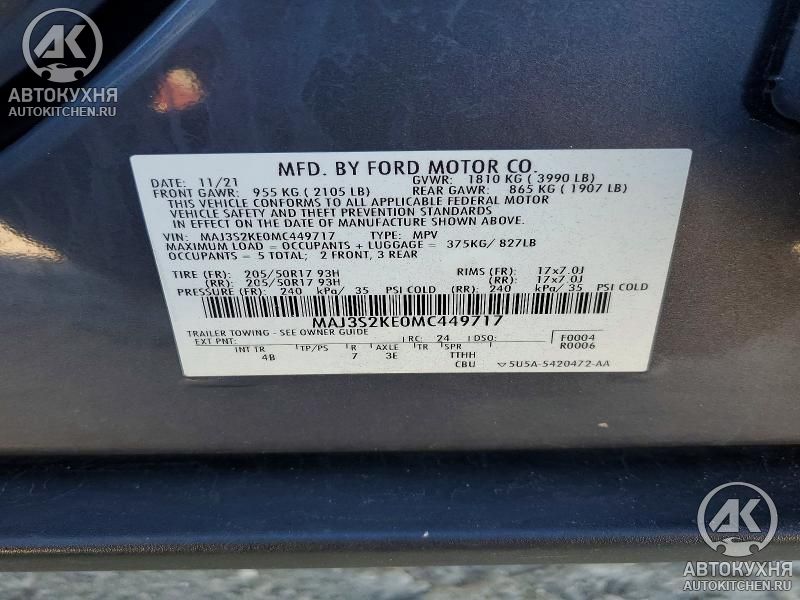 AK
АВТОКУХНЯ
AUTOKITCHEN.RU
MFD. BY FORD MOTOR CO.
DATE: 11/21 GVWR: 1810 KG ( 3990 LB)
FRONT GAWR: 955 KG ( 2105 LB) REAR GAWR: 865 KG ( 1907 LB)
THIS VEHICLE CONFORMS TO ALL APPLICABLE FEDERAL MOTOR
VEHICLE SAFETY AND THEFT PREVENTION STANDARDS
IN EFFECT ON THE DATE OF MANUFACTURE SHOWN ABOVE.
VIN: MAJ3S2KE0MC449717 TYPE: MPV
MAXIMUM LOAD = OCCUPANTS + LUGGAGE = 375KG/ 827LB
OCCUPANTS = 5 TOTAL; 2 FRONT, 3 REAR
TIRE (FR): 205/50R17 93H RIMS (FR): 17x7.0J
(RR): 205/50R17 93H (RR): 17x7.0J
PRESSURE (FR): 240 kPa/ 35 PSI COLD (RR): 240 kPa/ 35 PSI COLD
MAJ3S2KE0MC449717
TRAILER TOWING - SEE OWNER GUIDE
EXT PNT: RC: 24 DSO: F0004
R0006
INT TR TP/PS R AXLE TR SPR
4B 7 3E TTHH
CBU 5U5A-5420472-AA
AK
АВТОКУХНЯ
AUTOKITCHEN.RU